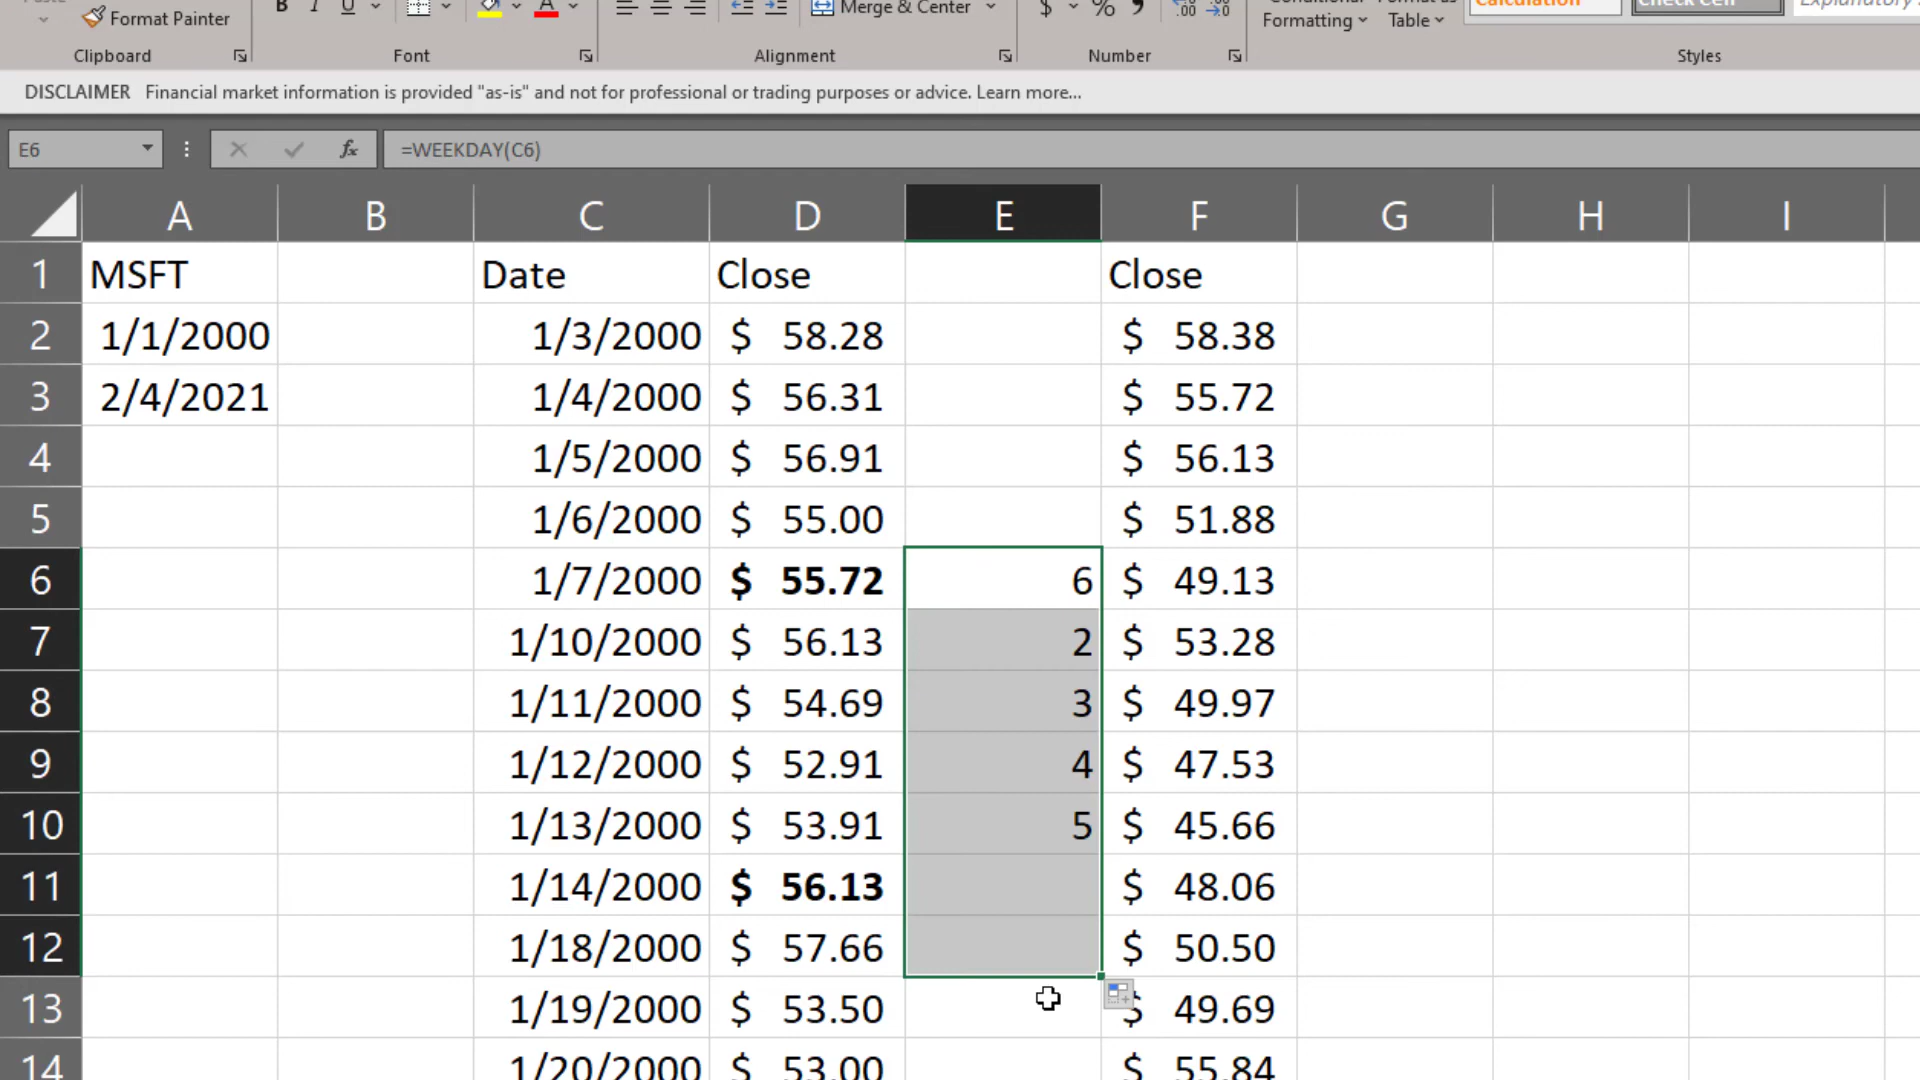 Format Painter
B I U
Merge & Center
$ % 9
.00 .00
→0
Formatting
Table
Calculation
Check Cell
Explanatory
Clipboard Font Alignment Number Styles
DISCLAIMER Financial market information is provided "as-is" and not for professional or trading purposes or advice. Learn more...
E6 fx =WEEKDAY(C6)
A B C D E F G H I
1 MSFT Date Close Close
2 1/1/2000 1/3/2000 $ 58.28 $ 58.38
3 2/4/2021 1/4/2000 $ 56.31 $ 55.72
4 1/5/2000 $ 56.91 $ 56.13
5 1/6/2000 $ 55.00 $ 51.88
6 1/7/2000 $ 55.72 6 $ 49.13
7 1/10/2000 $ 56.13 2 $ 53.28
8 1/11/2000 $ 54.69 3 $ 49.97
9 1/12/2000 $ 52.91 4 $ 47.53
10 1/13/2000 $ 53.91 5 $ 45.66
11 1/14/2000 $ 56.13 $ 48.06
12 1/18/2000 $ 57.66 $ 50.50
13 1/19/2000 $ 53.50 $ 49.69
14 1/20/2000 $ 53.00 $ 55.84